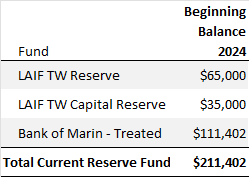 Beginning
Balance
Fund 2024
LAIF TW Reserve $65,000
LAIF TW Capital Reserve $35,000
Bank of Marin - Treated $111,402
Total Current Reserve Fund $211,402